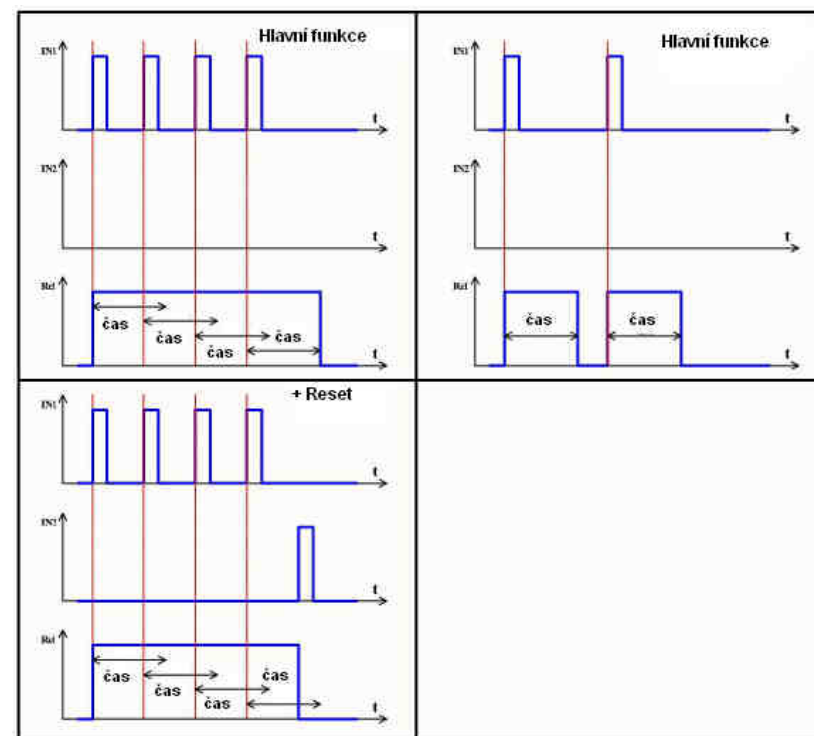 Hlavní funkce
IN1
t
IN2
t
Rel
čas
čas
čas
čas
t
Hlavní funkce
IN1
t
IN2
t
Rel
čas
čas
t
+ Reset
IN1
t
IN2
t
Rel
čas
čas
čas
čas
t